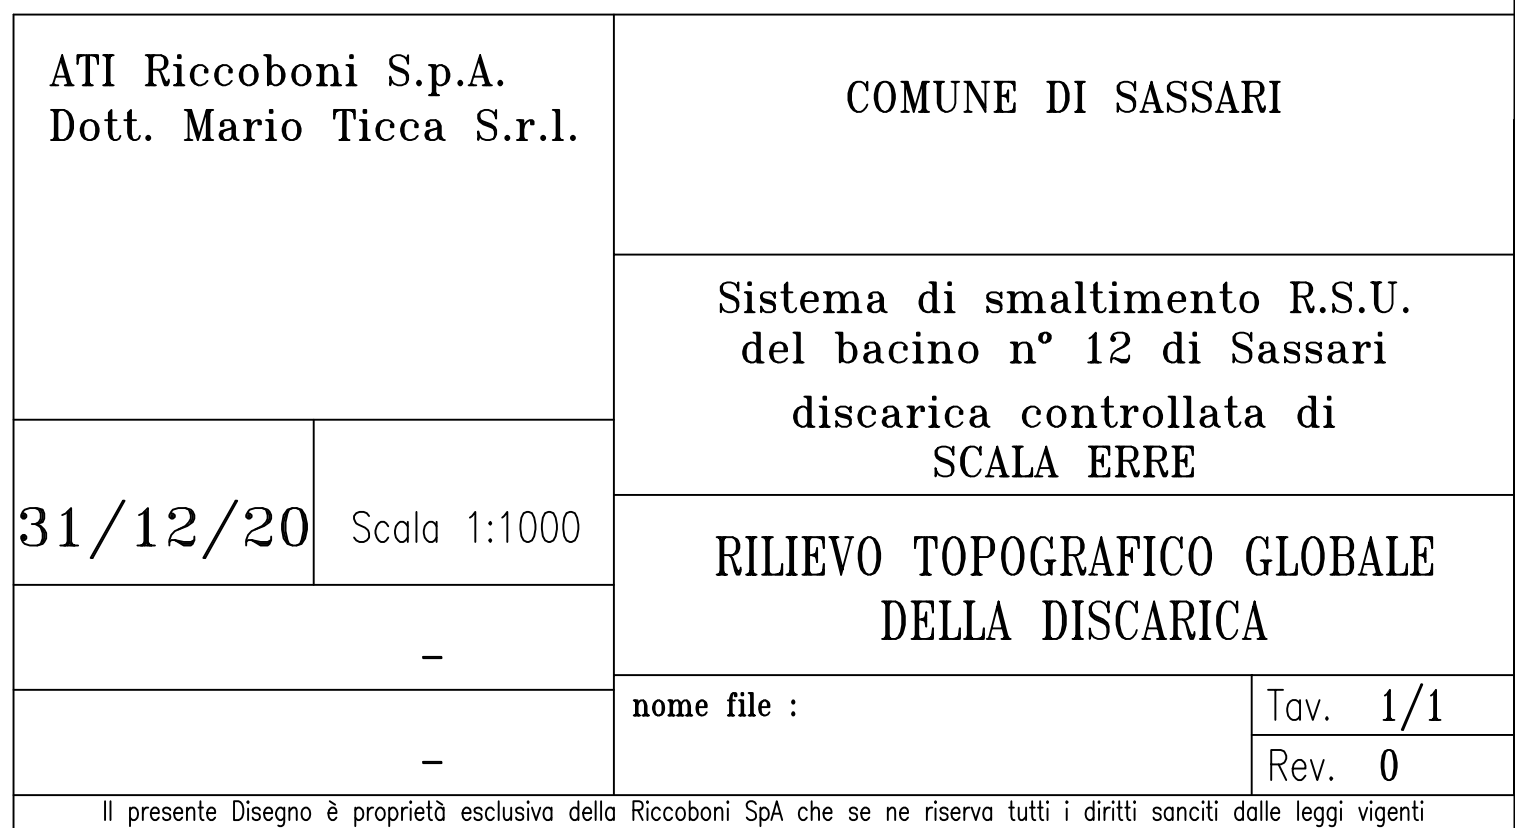 ATI Riccoboni S.p.A.
Dott. Mario Ticca S.r.l.
COMUNE DI SASSARI
Sistema di smaltimento R.S.U.
del bacino n° 12 di Sassari
discarica controllata di
SCALA ERRE
31/12/20
Scala 1:1000
RILIEVO TOPOGRAFICO GLOBALE
DELLA DISCARICA
–
–
nome file :
Tav. 1/1
Rev. 0
Il presente Disegno è proprietà esclusiva della Riccoboni SpA che se ne riserva tutti i diritti sanciti dalle leggi vigenti